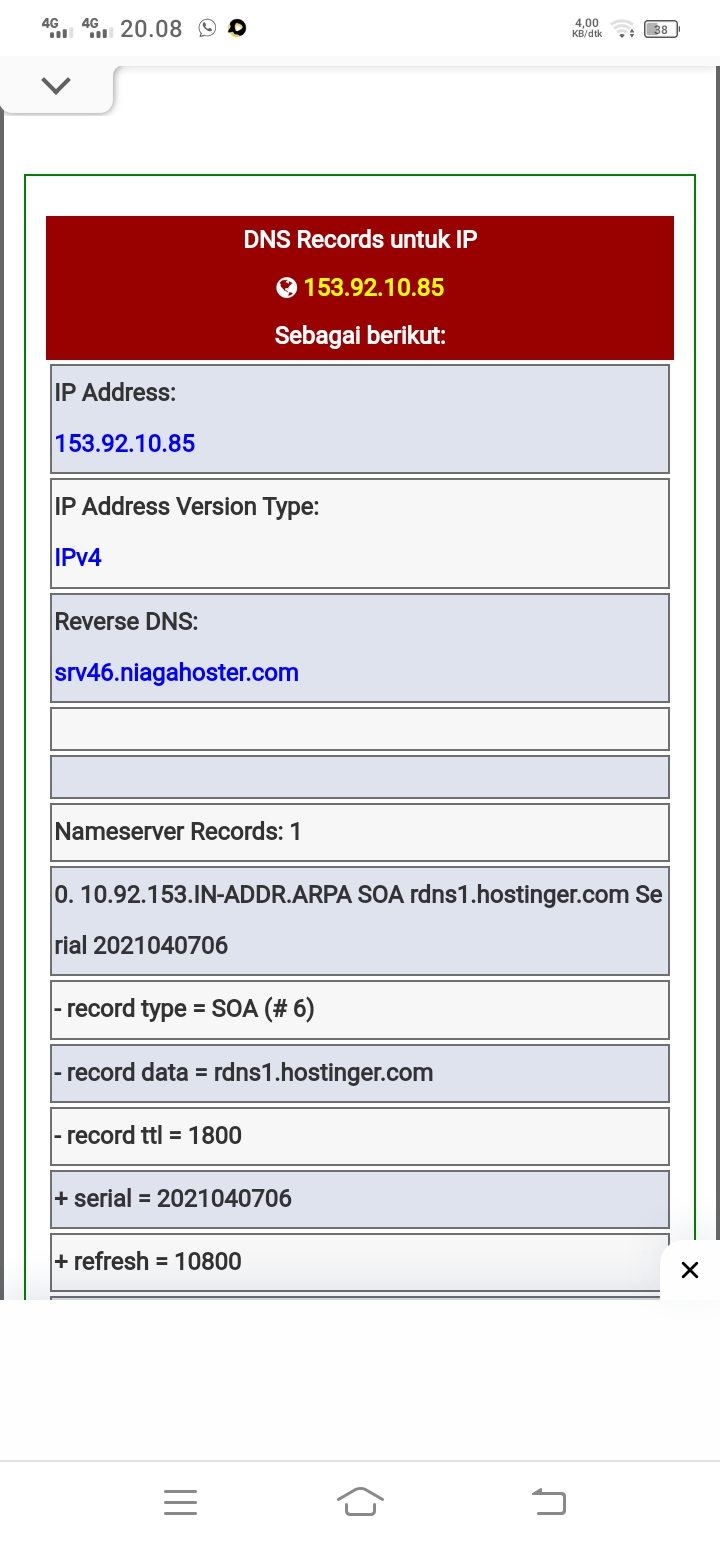 4G 4G 20.08 4,00 KB/dtk 38
DNS Records untuk IP
153.92.10.85
Sebagai berikut:
IP Address:
153.92.10.85
IP Address Version Type:
IPv4
Reverse DNS:
srv46.niagahoster.com
Nameserver Records: 1
0. 10.92.153.IN-ADDR.ARPA SOA rdns1.hostinger.com Se
rial 2021040706
- record type = SOA (# 6)
- record data = rdns1.hostinger.com
- record ttl = 1800
+ serial = 2021040706
+ refresh = 10800